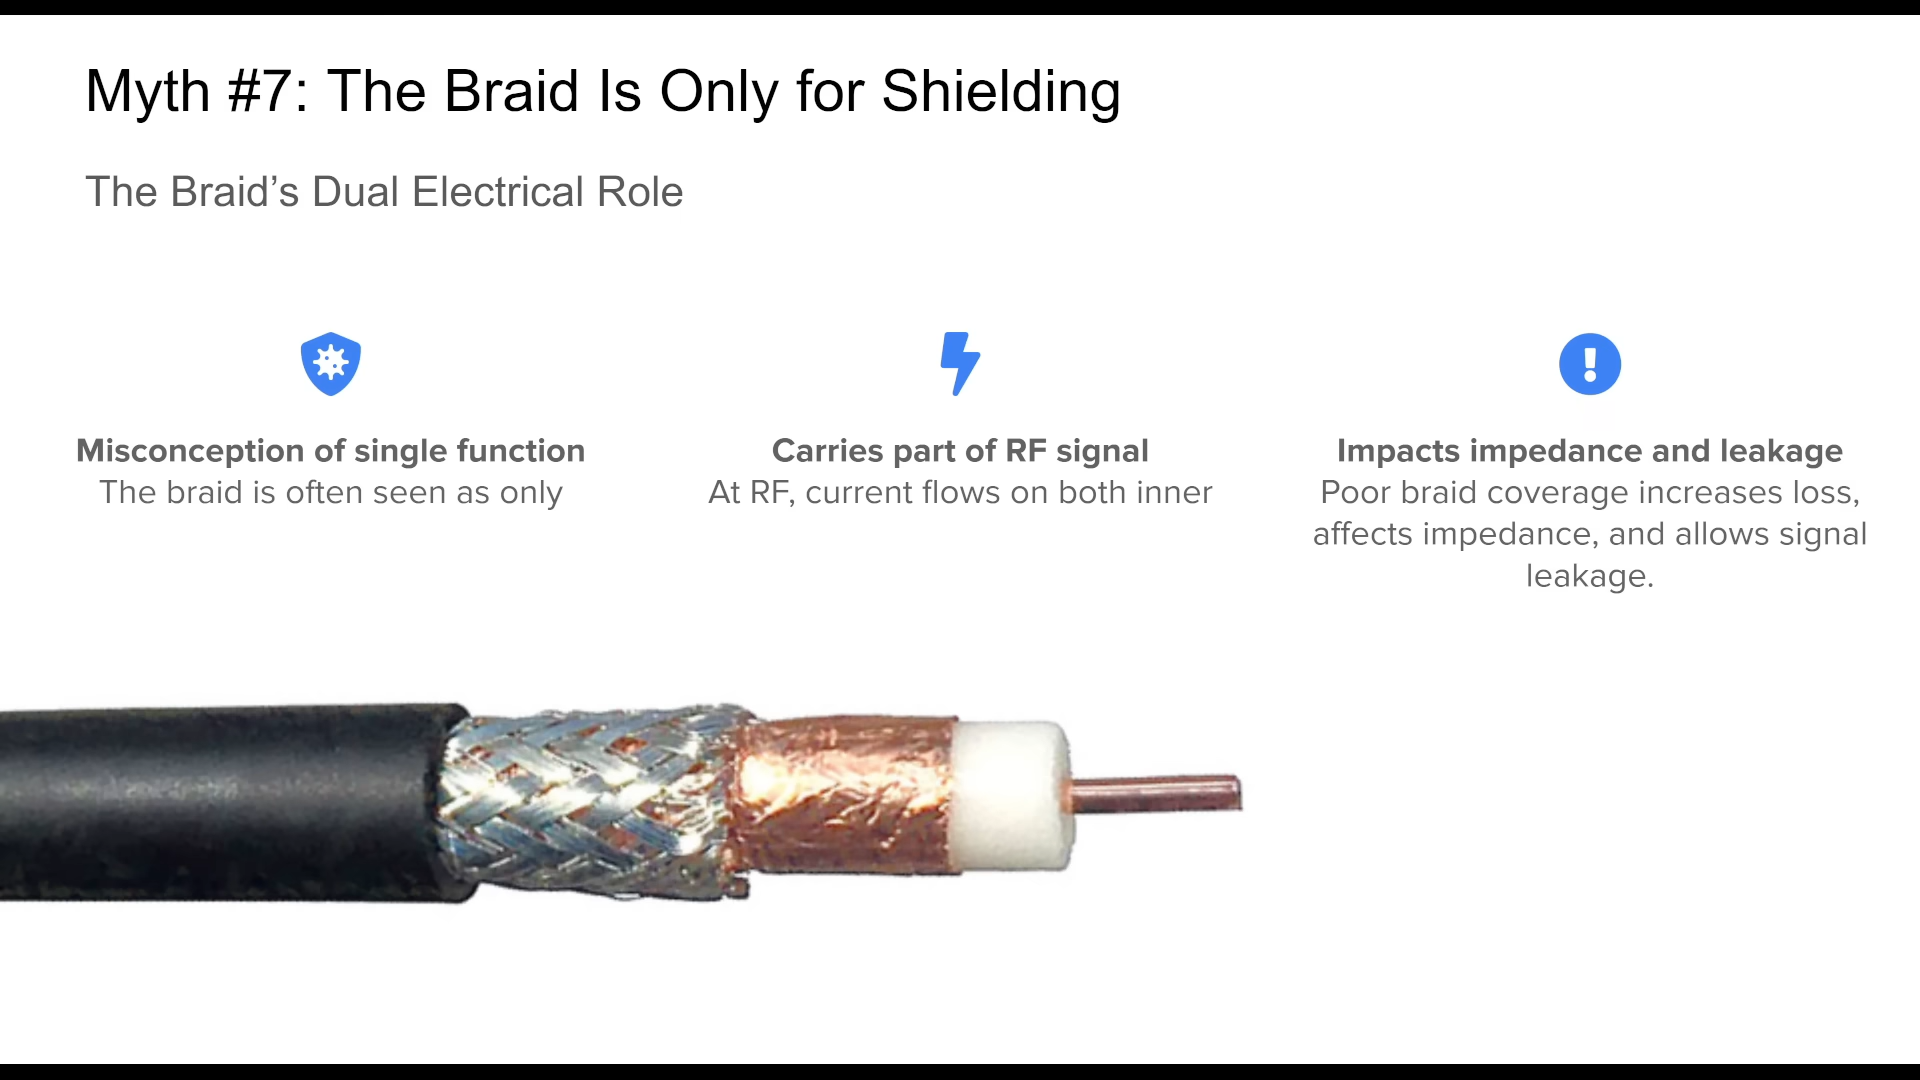 Myth #7: The Braid Is Only for Shielding
The Braid’s Dual Electrical Role
Misconception of single function
The braid is often seen as only
Carries part of RF signal
At RF, current flows on both inner
Impacts impedance and leakage
Poor braid coverage increases loss,
affects impedance, and allows signal
leakage.